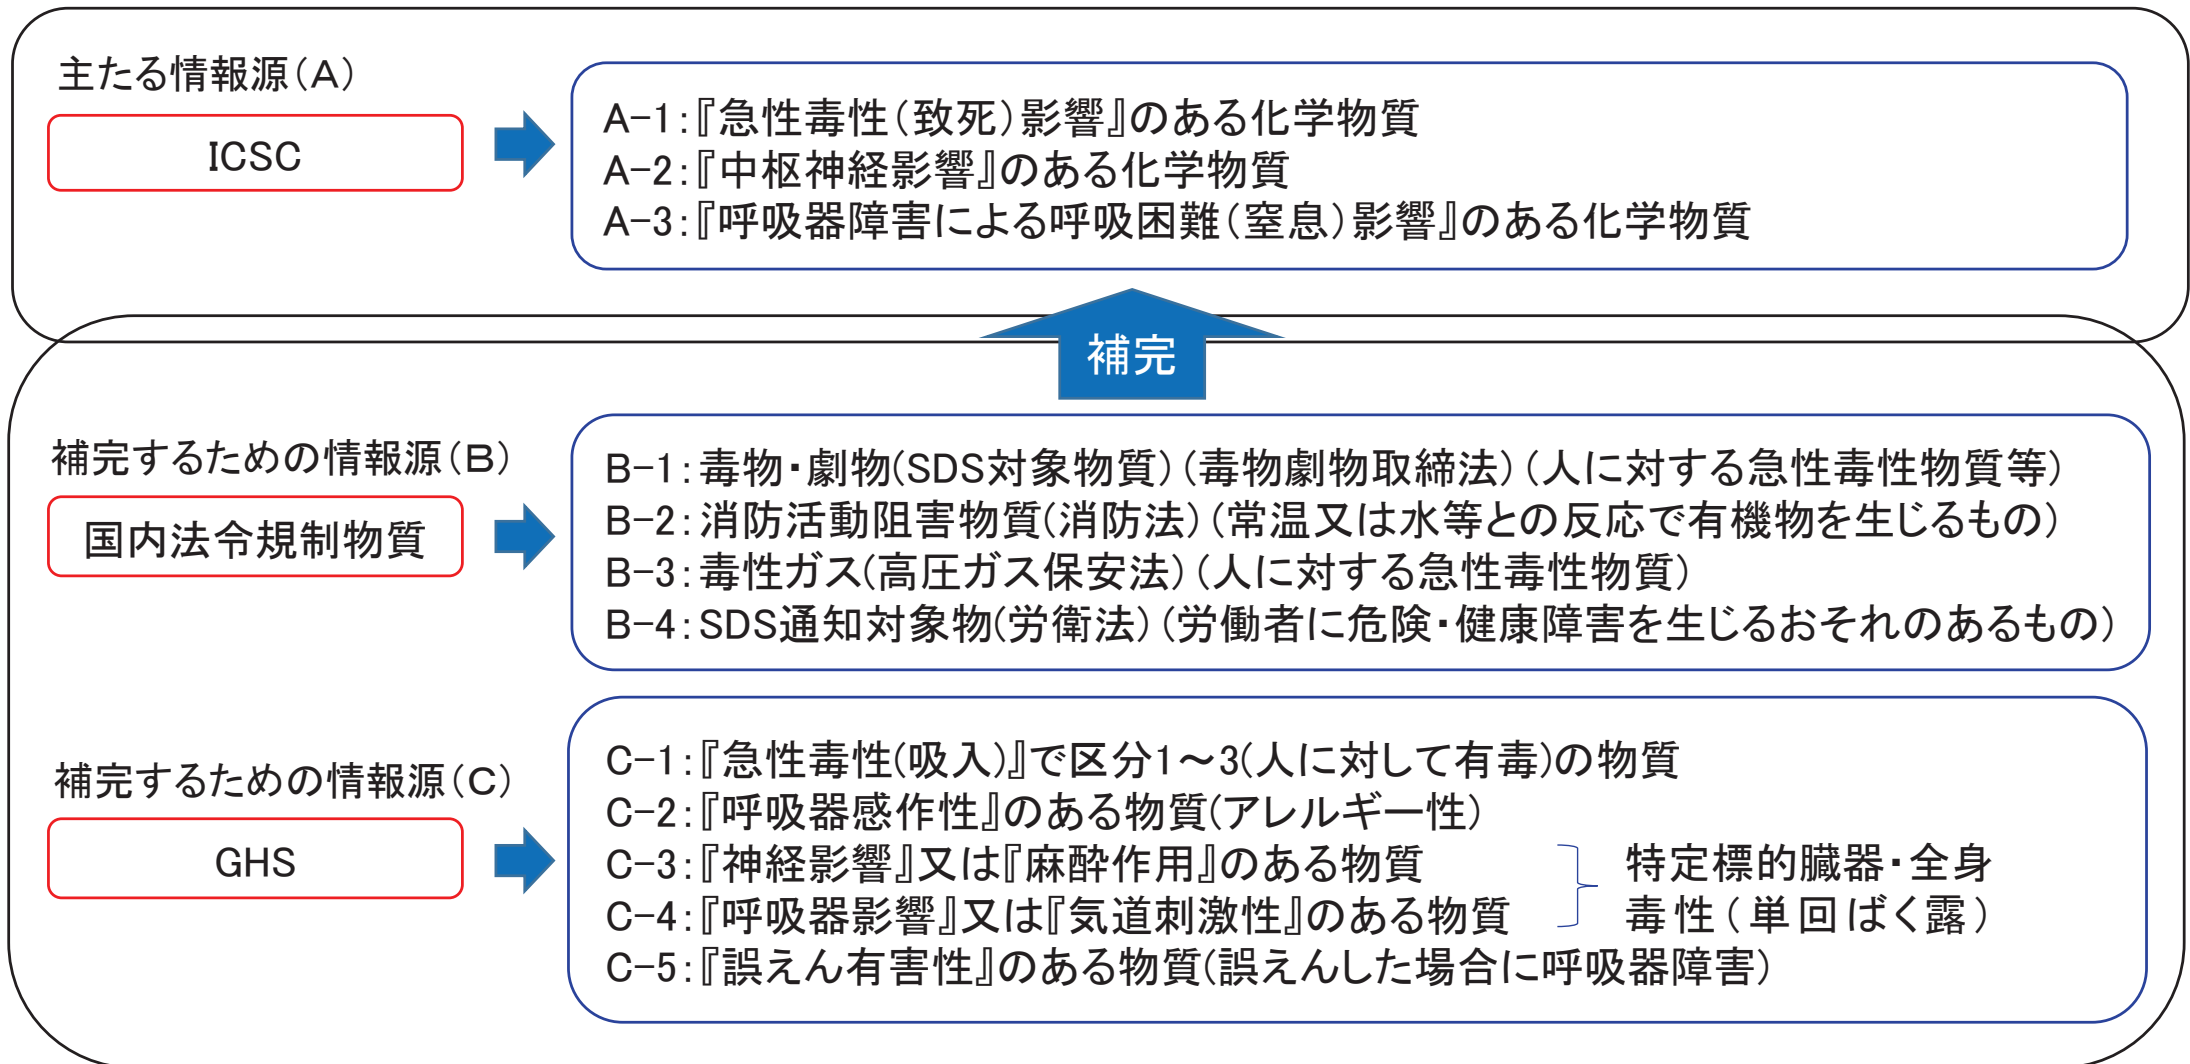 主たる情報源(A)
ICSC
A-1:『急性毒性(致死)影響』のある化学物質
A-2:『中枢神経影響』のある化学物質
A-3:『呼吸器障害による呼吸困難(窒息)影響』のある化学物質
補完
補完するための情報源(B)
国内法令規制物質
B-1:毒物・劇物(SDS対象物質)(毒物劇物取締法)(人に対する急性毒性物質等)
B-2:消防活動阻害物質(消防法)(常温又は水等との反応で有機物を生じるもの)
B-3:毒性ガス(高圧ガス保安法)(人に対する急性毒性物質)
B-4:SDS通知対象物(労衛法)(労働者に危険・健康障害を生じるおそれのあるもの)
補完するための情報源(C)
GHS
C-1:『急性毒性(吸入)』で区分1~3(人に対して有毒)の物質
C-2:『呼吸器感作性』のある物質(アレルギー性)
C-3:『神経影響』又は『麻酔作用』のある物質
C-4:『呼吸器影響』又は『気道刺激性』のある物質
特定標的臓器・全身
毒性(単回ばく露)
C-5:『誤えん有害性』のある物質(誤えんした場合に呼吸器障害)